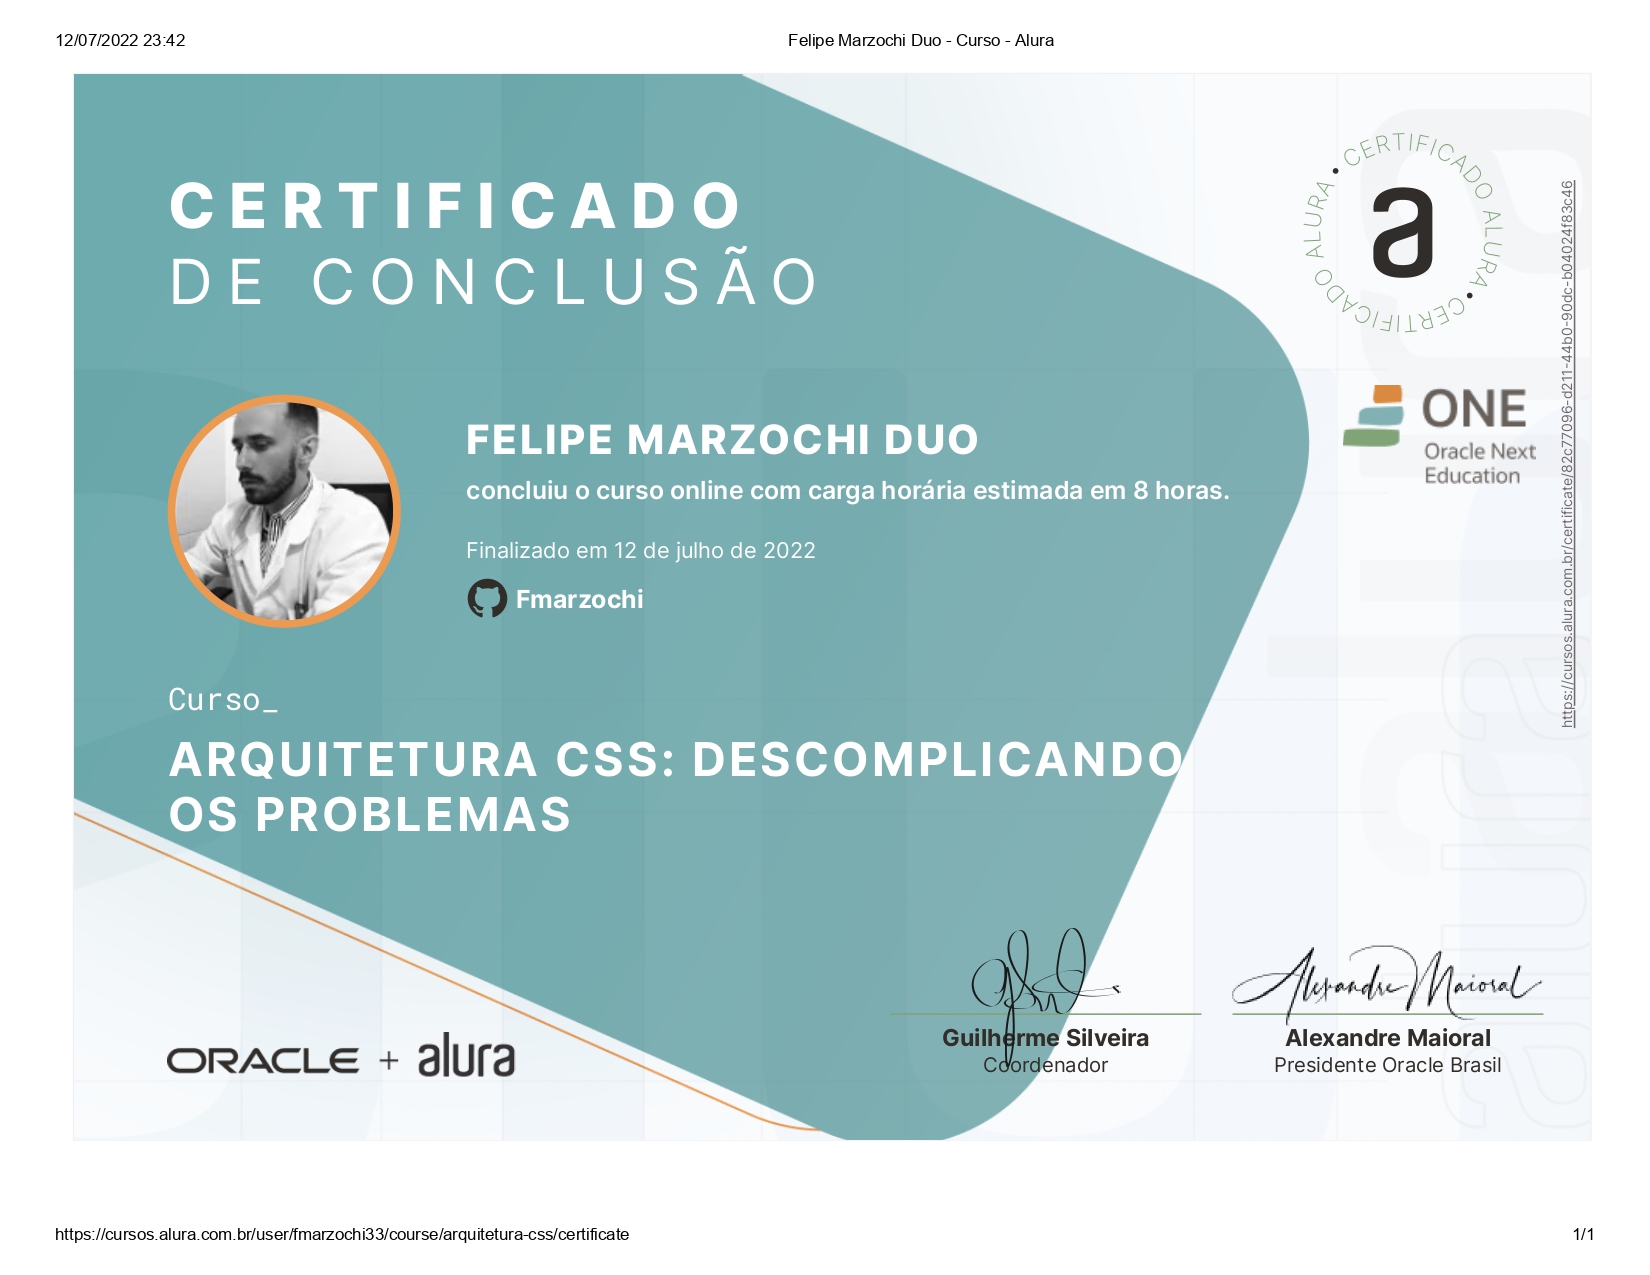 12/07/2022 23:42
Felipe Marzochi Duo - Curso - Alura
CERTIFICADO
DE CONCLUSÃO
• CERTIFICADO ALURA • CERTIFICADO ALURA
a
ONE
Oracle Next
Education
https://cursos.alura.com.br/certificate/82c77096-d211-44b0-90dc-b04024f83c46
FELIPE MARZOCHI DUO
concluiu o curso online com carga horária estimada em 8 horas.
Finalizado em 12 de julho de 2022
Fmarzochi
Curso_
ARQUITETURA CSS: DESCOMPLICANDO
OS PROBLEMAS
alura
ORACLE + alura
Alexandre Maioral
Guilherme Silveira
Coordenador
Alexandre Maioral
Presidente Oracle Brasil
https://cursos.alura.com.br/user/fmarzochi33/course/arquitetura-css/certificate
1/1